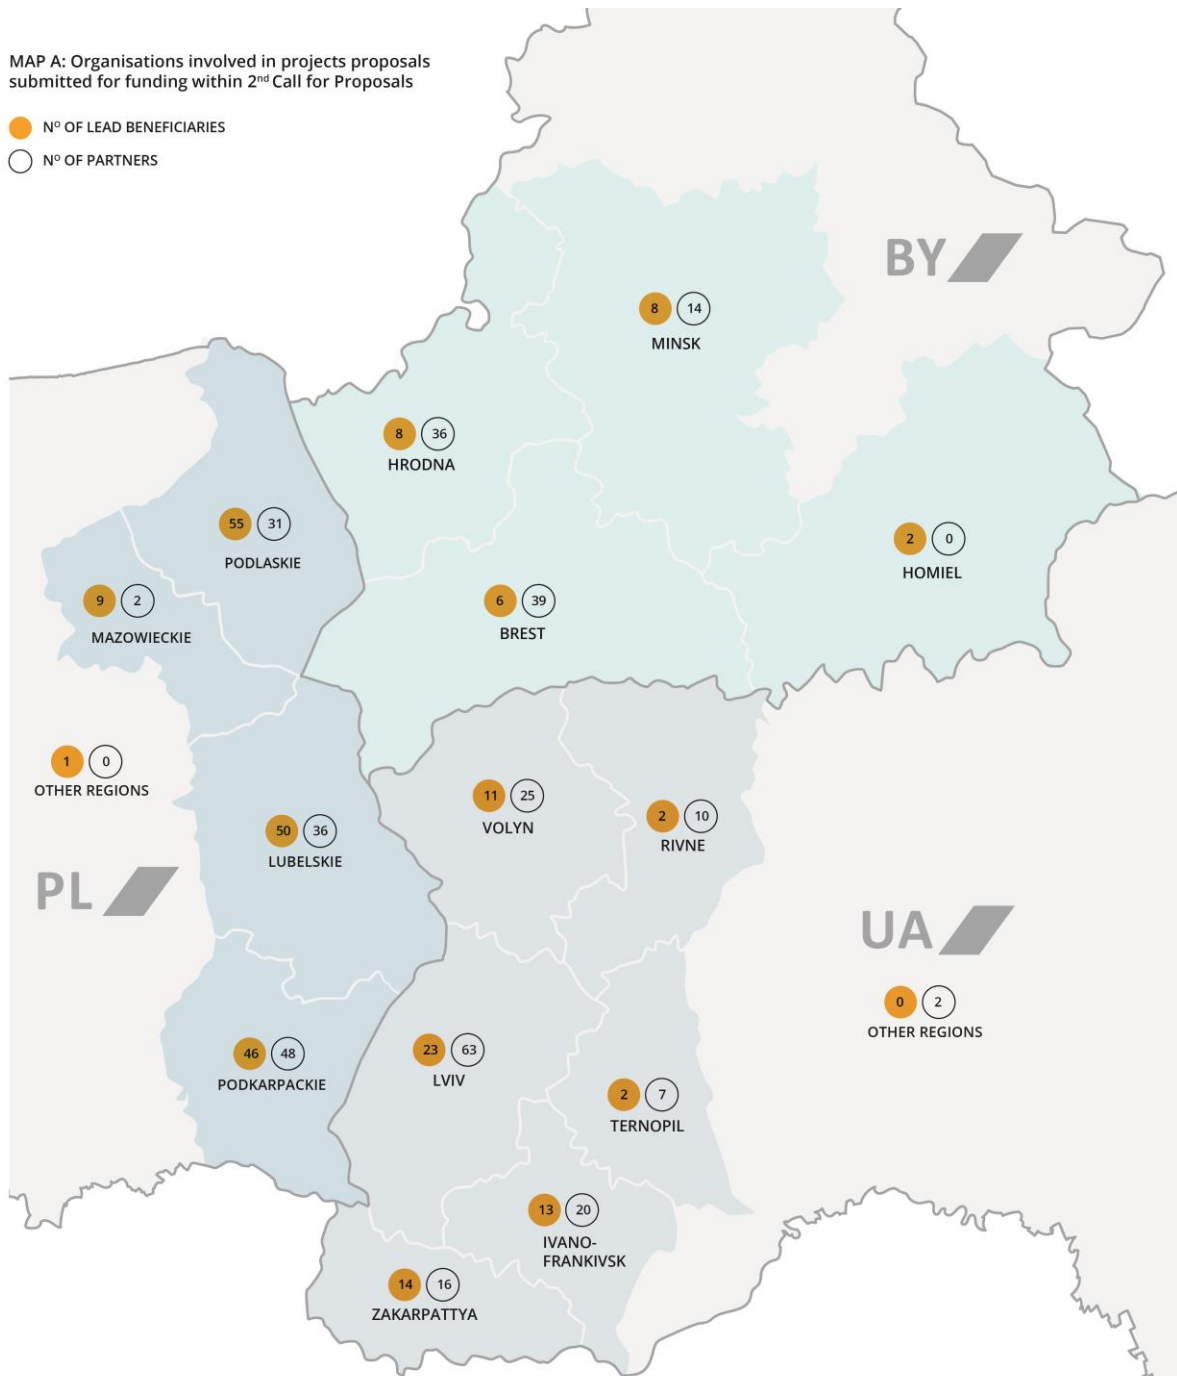 MAP A: Organisations involved in projects proposals
submitted for funding within 2nd Call for Proposals
Nº OF LEAD BENEFICIARIES
Nº OF PARTNERS
BY
8 14
MINSK
8 36
HRODNA
55 31
PODLASKIE
2 0
HOMIEL
9 2
MAZOWIECKIE
6 39
BREST
1 0
OTHER REGIONS
11 25
VOLYN
2 10
RIVNE
50 36
LUBELSKIE
PL
UA
0 2
OTHER REGIONS
46 48
PODKARPACKIE
23 63
LVIV
2 7
TERNOPIL
13 20
IVANO-
FRANKIVSK
14 16
ZAKARPATTYA